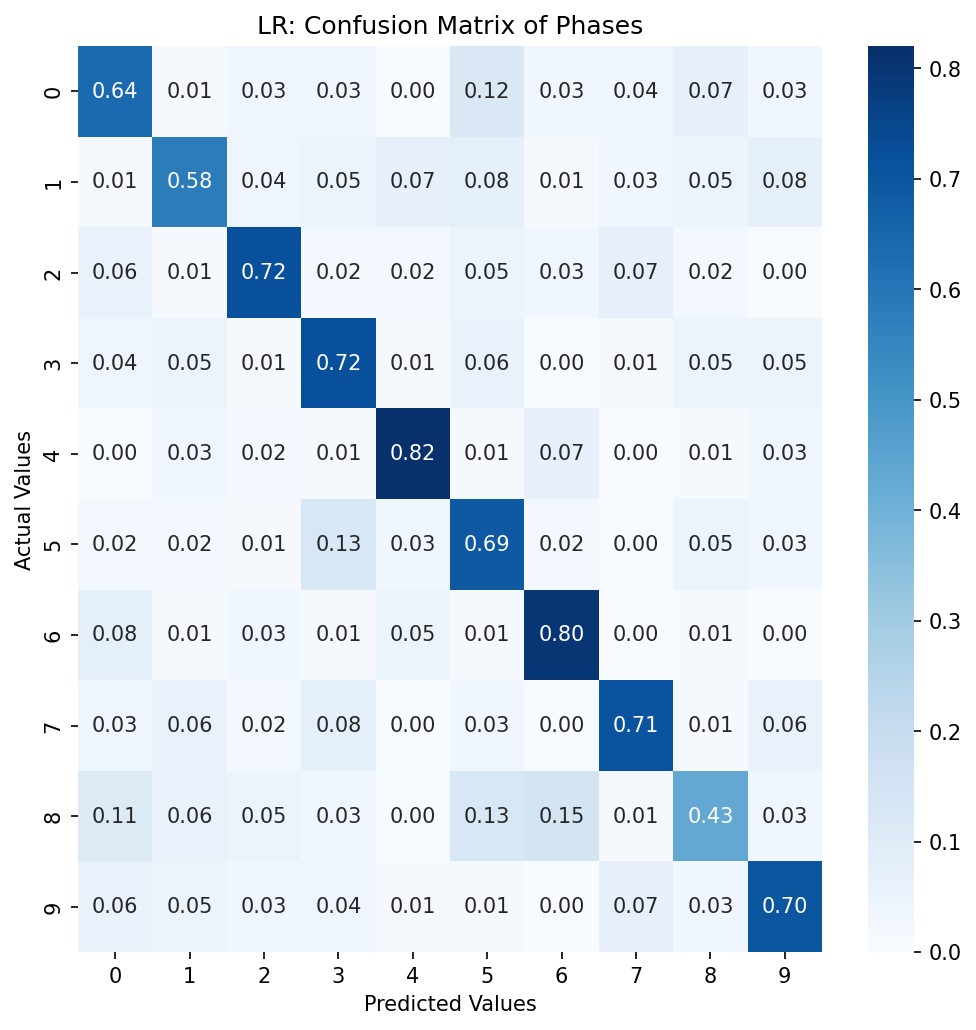 LR: Confusion Matrix of Phases
0 0.64 0.01 0.03 0.03 0.00 0.12 0.03 0.04 0.07 0.03
1 0.01 0.58 0.04 0.05 0.07 0.08 0.01 0.03 0.05 0.08
2 0.06 0.01 0.72 0.02 0.02 0.05 0.03 0.07 0.02 0.00
3 0.04 0.05 0.01 0.72 0.01 0.06 0.00 0.01 0.05 0.05
4 0.00 0.03 0.02 0.01 0.82 0.01 0.07 0.00 0.01 0.03
5 0.02 0.02 0.01 0.13 0.03 0.69 0.02 0.00 0.05 0.03
6 0.08 0.01 0.03 0.01 0.05 0.01 0.80 0.00 0.01 0.00
7 0.03 0.06 0.02 0.08 0.00 0.03 0.00 0.71 0.01 0.06
8 0.11 0.06 0.05 0.03 0.00 0.13 0.15 0.01 0.43 0.03
9 0.06 0.05 0.03 0.04 0.01 0.01 0.00 0.07 0.03 0.70
0 1 2 3 4 5 6 7 8 9
Predicted Values
Actual Values
0.8
0.7
0.6
0.5
0.4
0.3
0.2
0.1
0.0